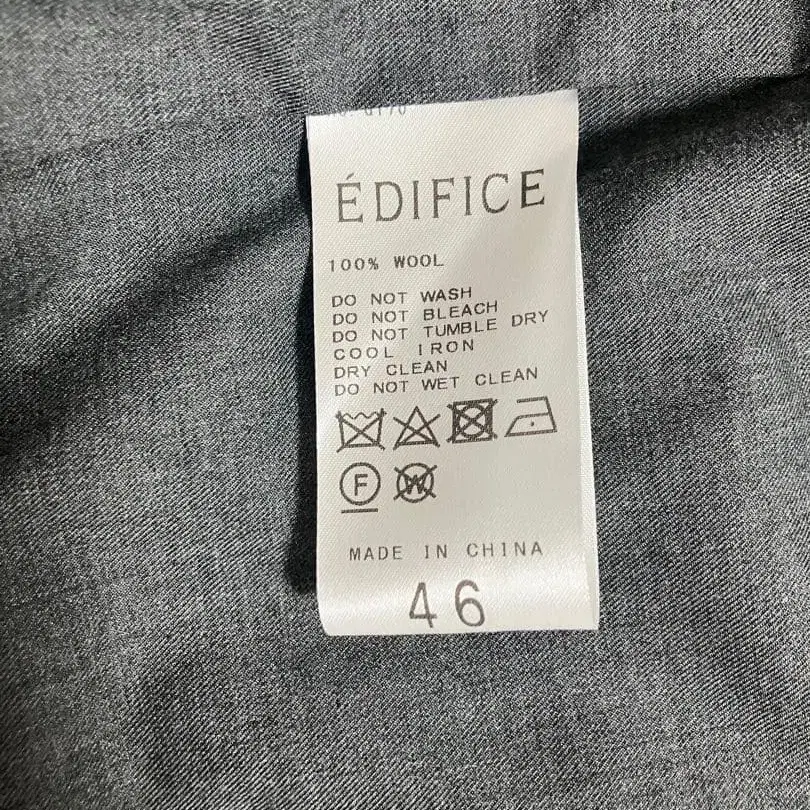 ÉDIFICE
100% WOOL
DO NOT WASH
DO NOT BLEACH
DO NOT TUMBLE DRY
COOL IRON
DRY CLEAN
DO NOT WET CLEAN
F W
MADE IN CHINA
46